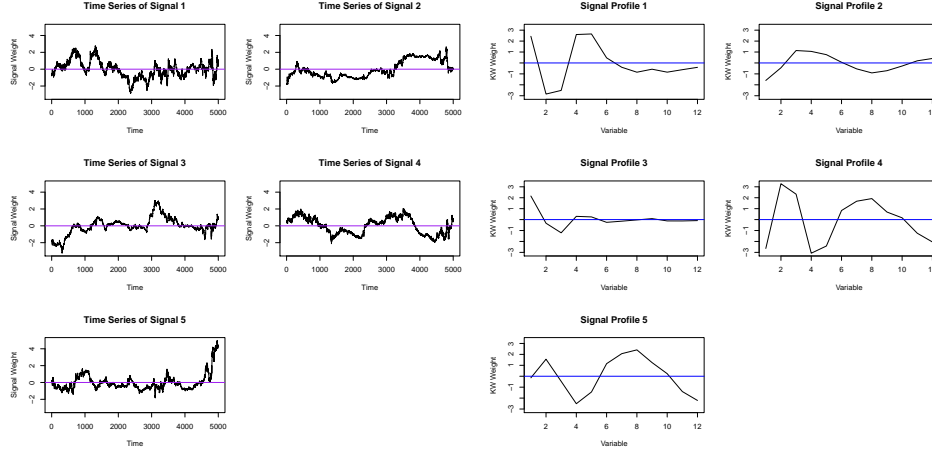 Time Series of Signal 1
Signal Weight
4
2
0
−2
0 1000 2000 3000 4000 5000
Time
Time Series of Signal 2
Signal Weight
4
2
0
−2
0 1000 2000 3000 4000 5000
Time
Signal Profile 1
KW Weight
3
2
1
−1
−3
2 4 6 8 10 12
Variable
Signal Profile 2
KW Weight
3
2
1
−1
−3
2 4 6 8 10
Variable
Time Series of Signal 3
Signal Weight
4
2
0
−2
0 1000 2000 3000 4000 5000
Time
Time Series of Signal 4
Signal Weight
4
2
0
−2
0 1000 2000 3000 4000 5000
Time
Signal Profile 3
KW Weight
3
2
1
−1
−3
2 4 6 8 10 12
Variable
Signal Profile 4
KW Weight
3
2
1
−1
−3
2 4 6 8 10 12
Variable
Time Series of Signal 5
Signal Weight
4
2
0
−2
0 1000 2000 3000 4000 5000
Time
Signal Profile 5
KW Weight
3
2
1
−1
−3
2 4 6 8 10 12
Variable